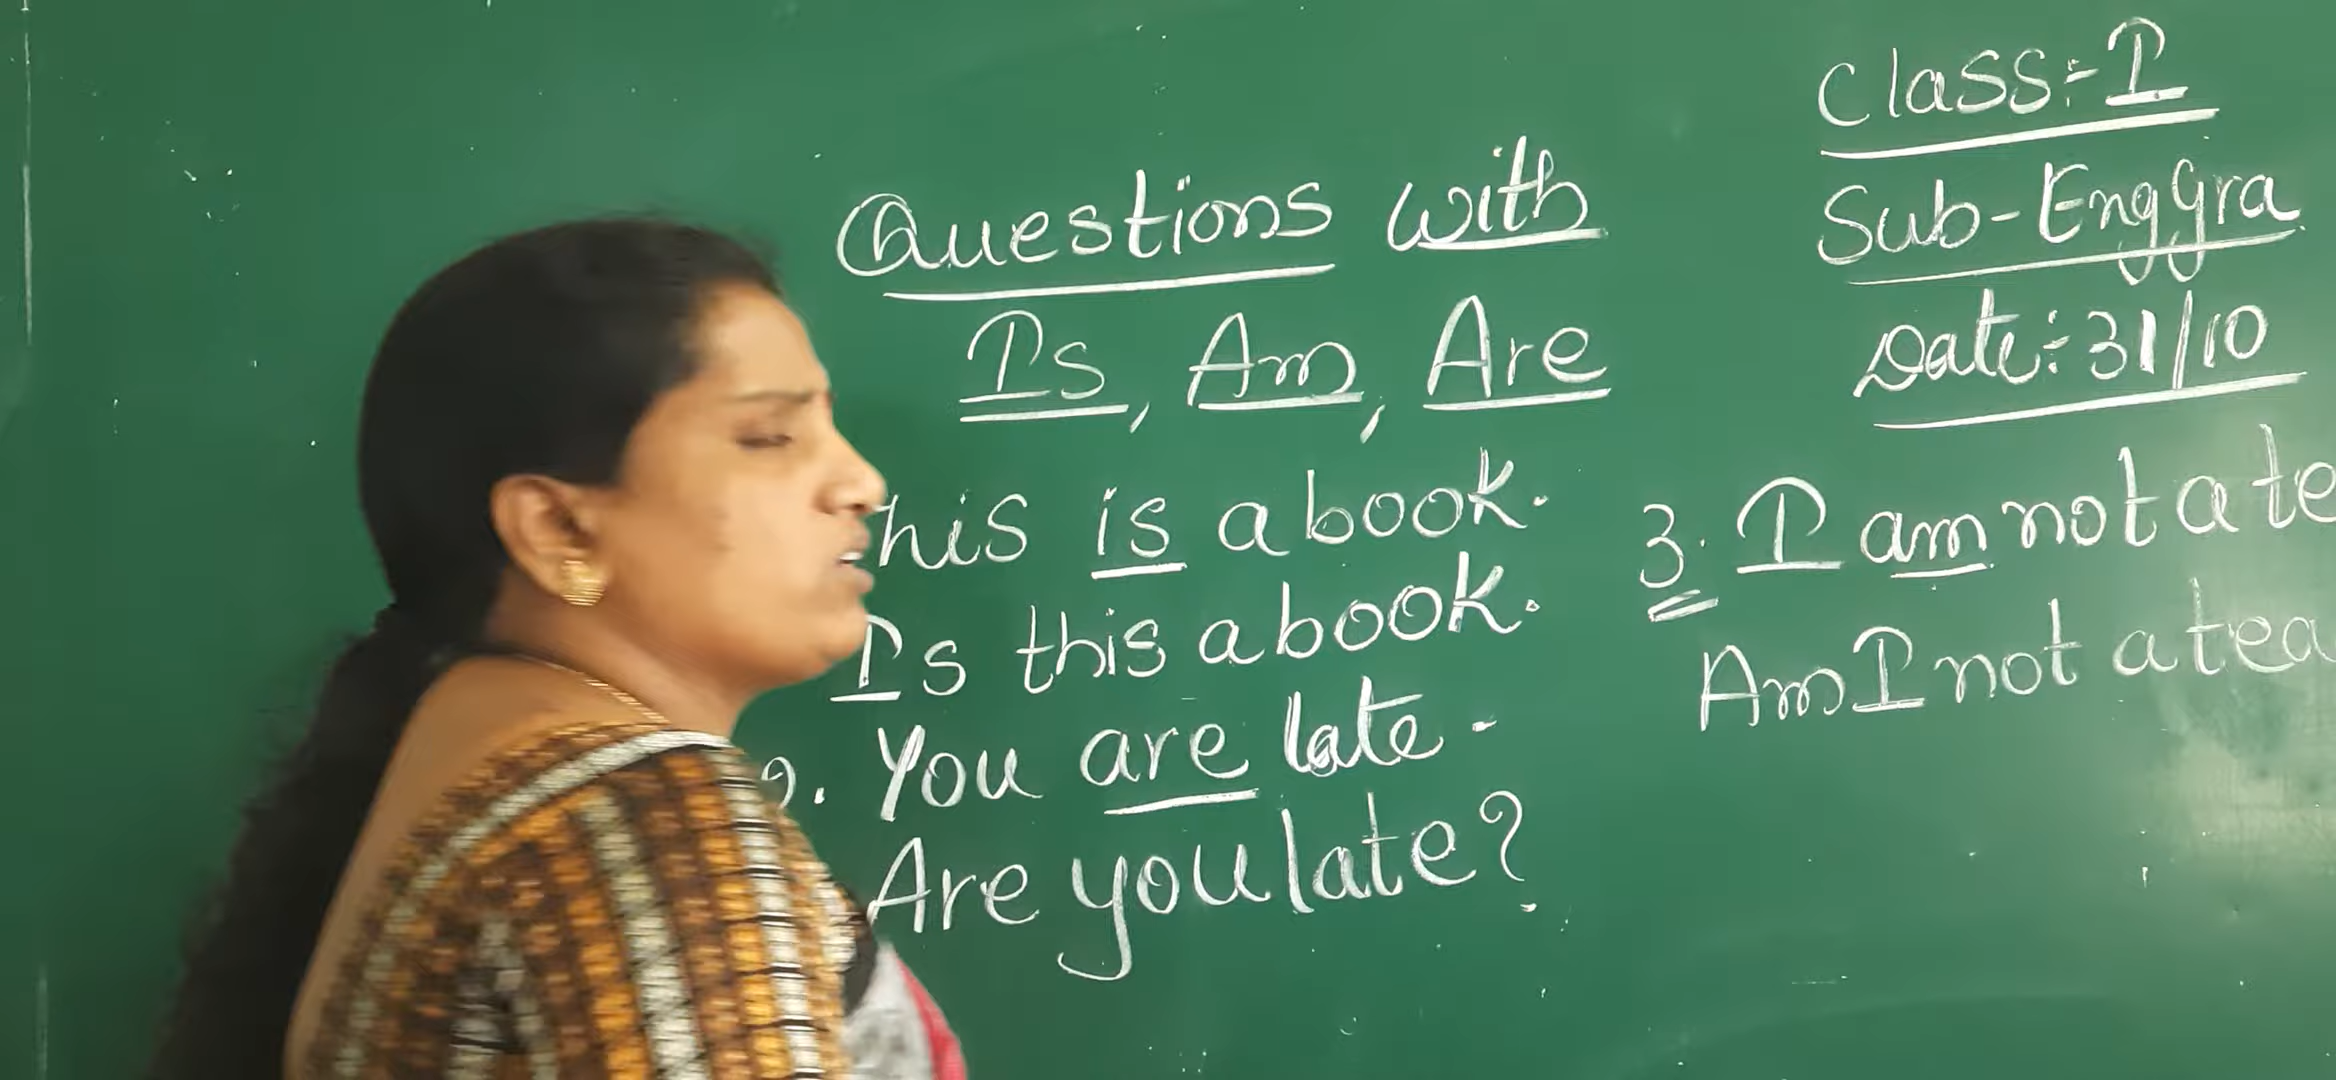 Class:- I
Sub-Eng Gra
Date:- 31/10
Questions with
Is, Am, Are
his is a book.
Is this a book.
2. You are late.
Are you late?
3. I am not a te
Am I not a tea